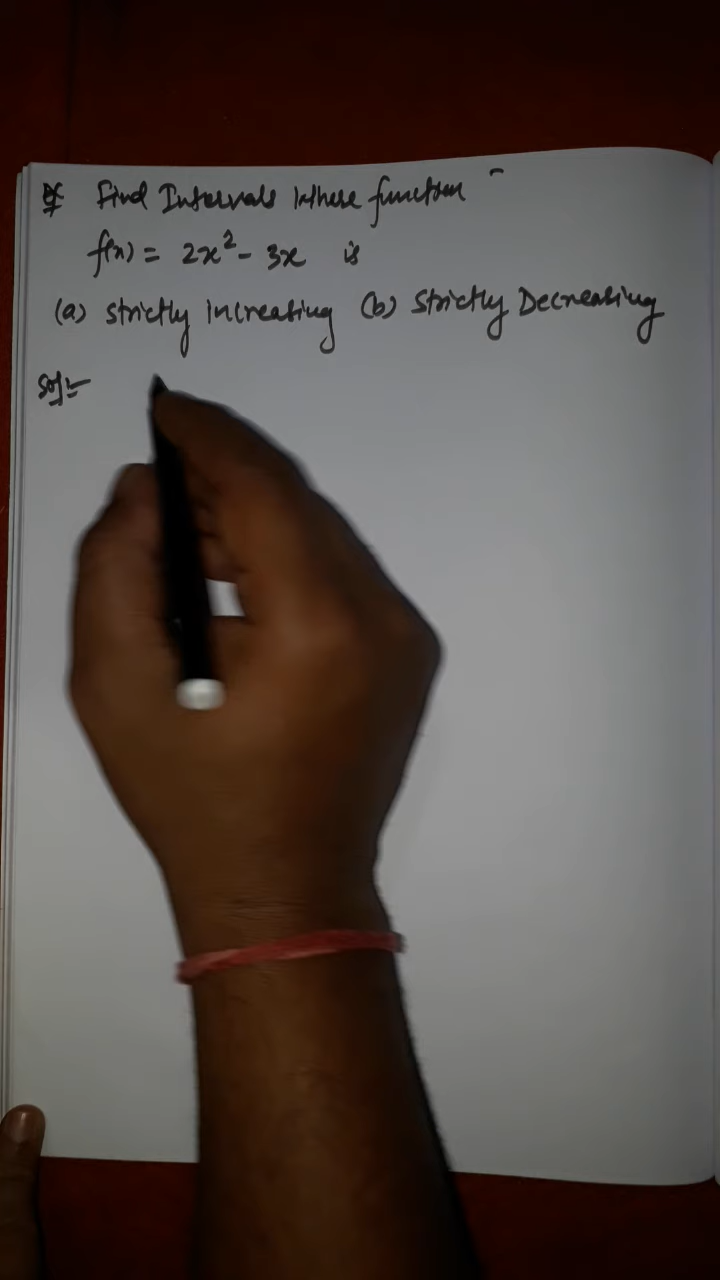 Q Find Intervals Where function
f(x) = 2x² - 3x is
(a) Strictly increasing (b) Strictly Decreasing
Sol:-